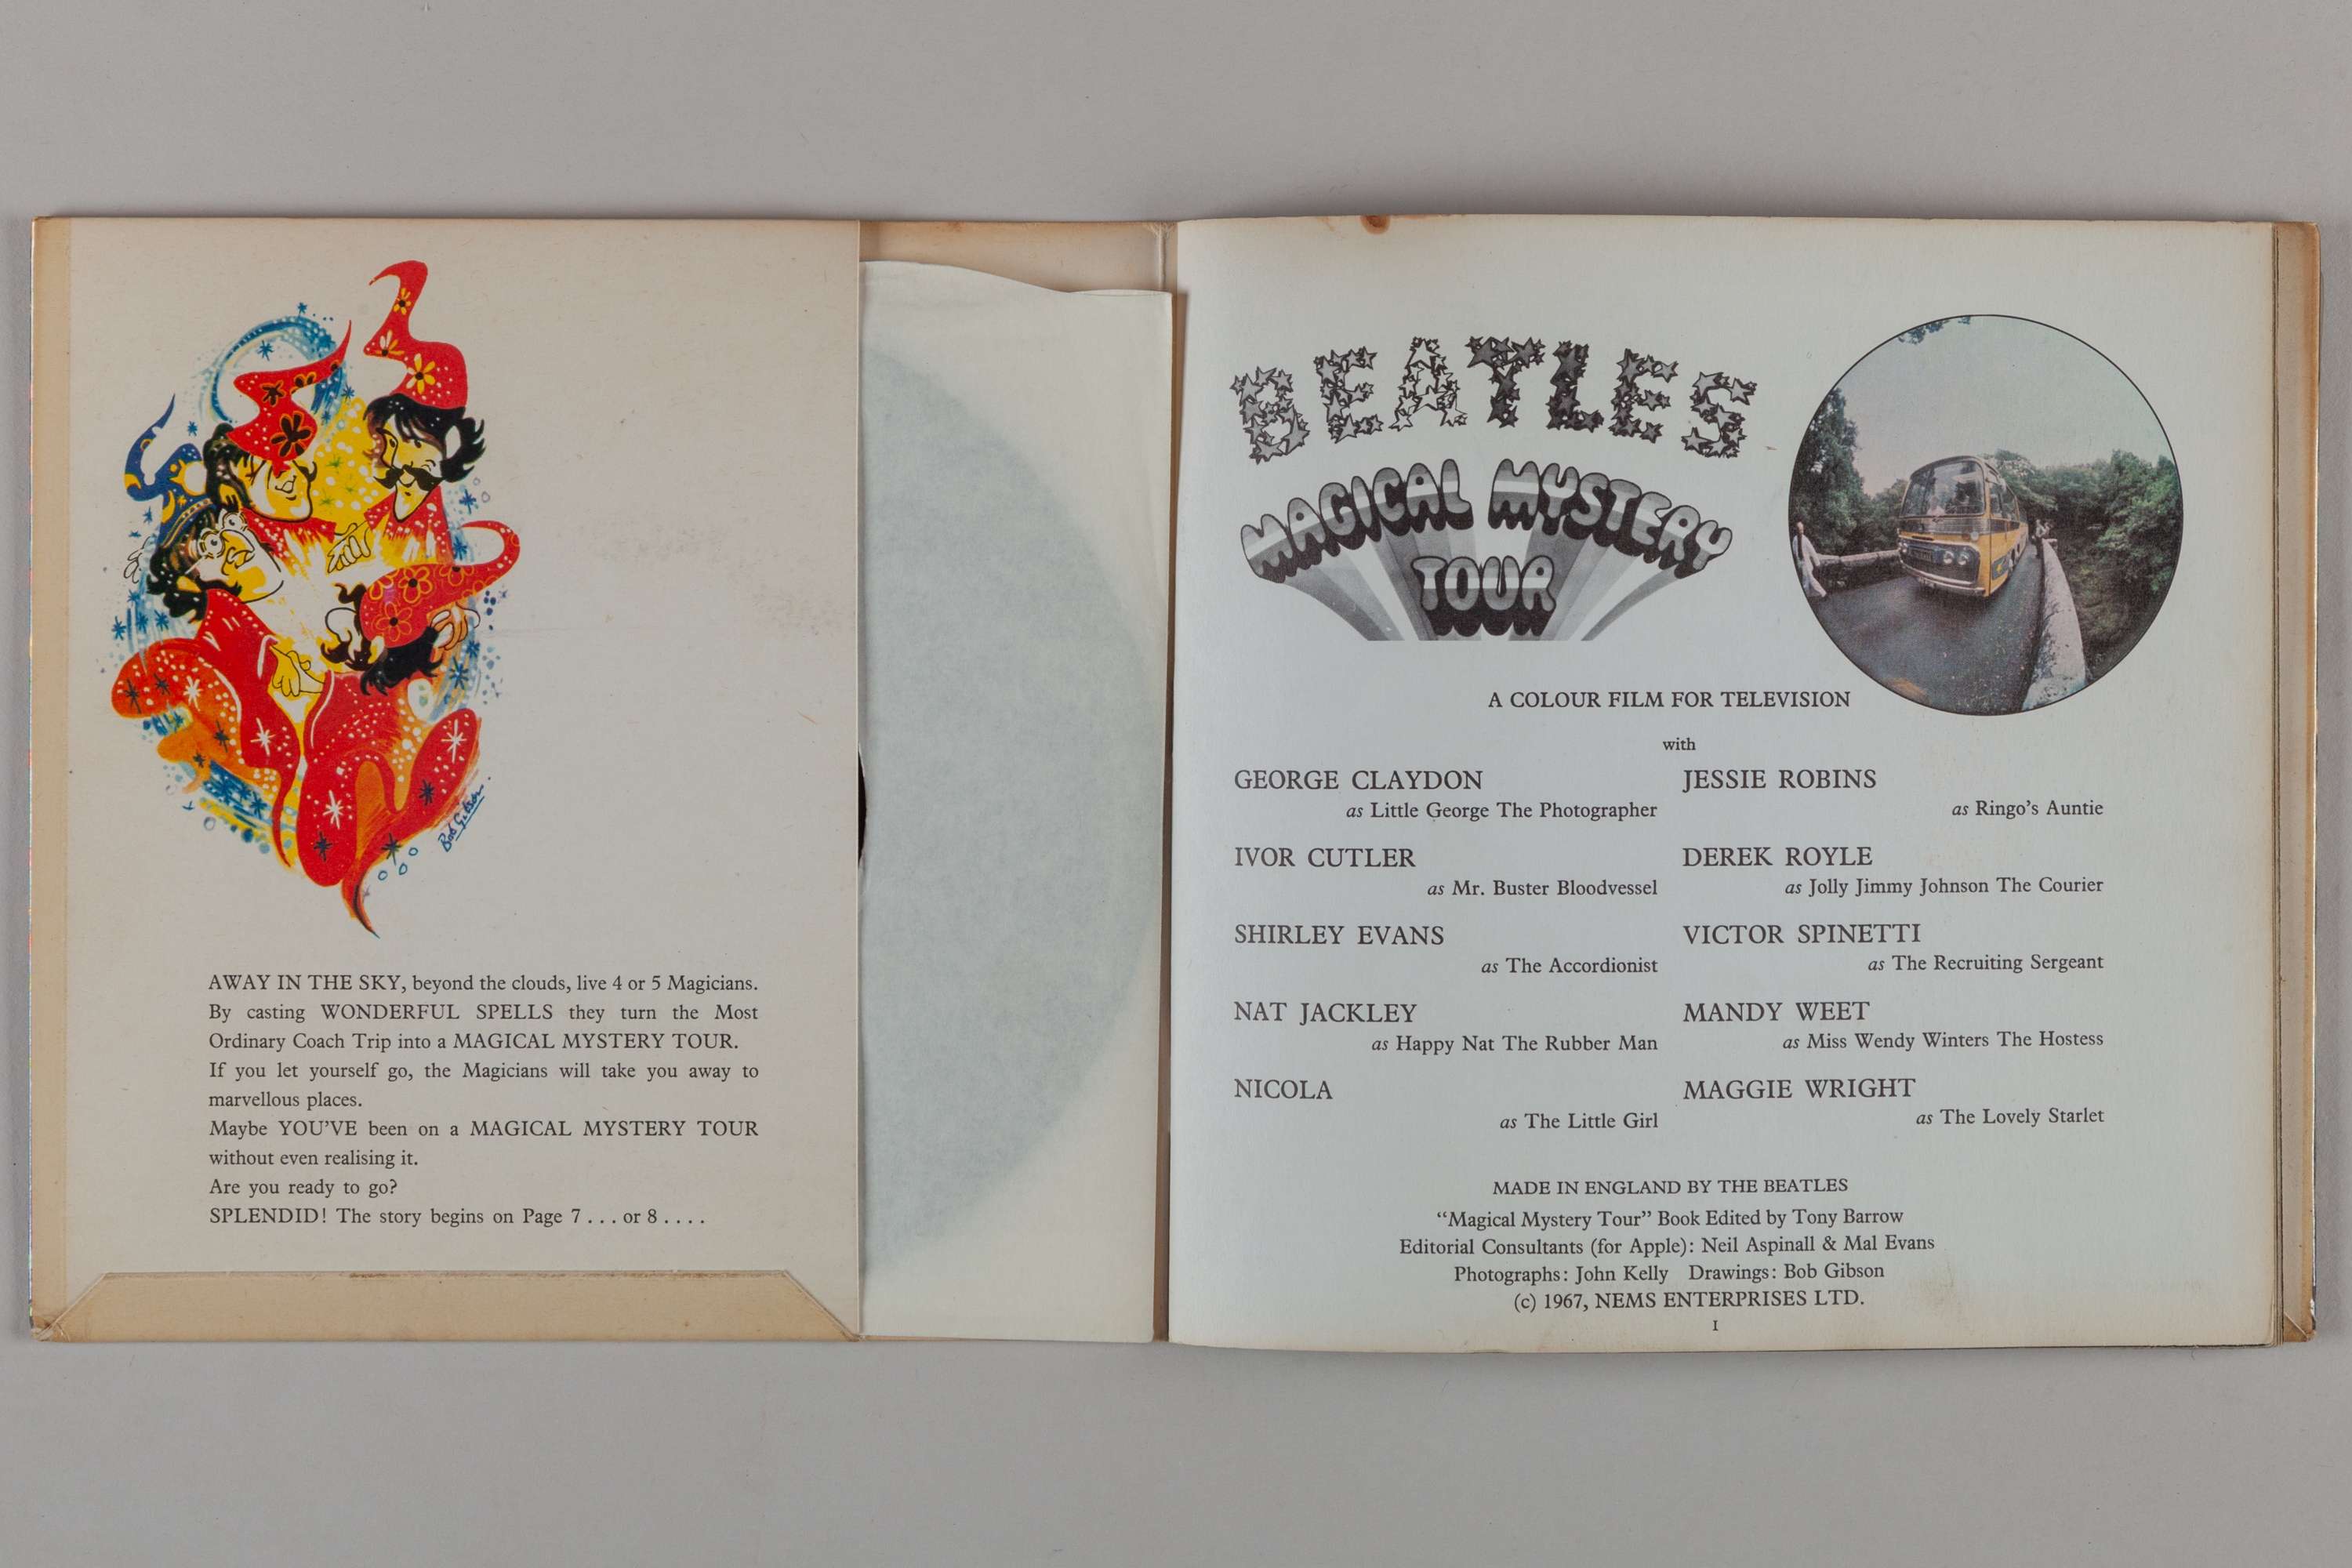 Bob Gibson
AWAY IN THE SKY, beyond the clouds, live 4 or 5 Magicians.
By casting WONDERFUL SPELLS they turn the Most
Ordinary Coach Trip into a MAGICAL MYSTERY TOUR.
If you let yourself go, the Magicians will take you away to
marvellous places.
Maybe YOU'VE been on a MAGICAL MYSTERY TOUR
without even realising it.
Are you ready to go?
SPLENDID! The story begins on Page 7 . . . or 8 . . . .
BEATLES
MAGICAL MYSTERY
TOUR
A COLOUR FILM FOR TELEVISION
with
GEORGE CLAYDON
as Little George The Photographer
IVOR CUTLER
as Mr. Buster Bloodvessel
SHIRLEY EVANS
as The Accordionist
NAT JACKLEY
as Happy Nat The Rubber Man
NICOLA
as The Little Girl
JESSIE ROBINS
as Ringo's Auntie
DEREK ROYLE
as Jolly Jimmy Johnson The Courier
VICTOR SPINETTI
as The Recruiting Sergeant
MANDY WEET
as Miss Wendy Winters The Hostess
MAGGIE WRIGHT
as The Lovely Starlet
MADE IN ENGLAND BY THE BEATLES
"Magical Mystery Tour" Book Edited by Tony Barrow
Editorial Consultants (for Apple): Neil Aspinall & Mal Evans
Photographs: John Kelly Drawings: Bob Gibson
(c) 1967, NEMS ENTERPRISES LTD.
1